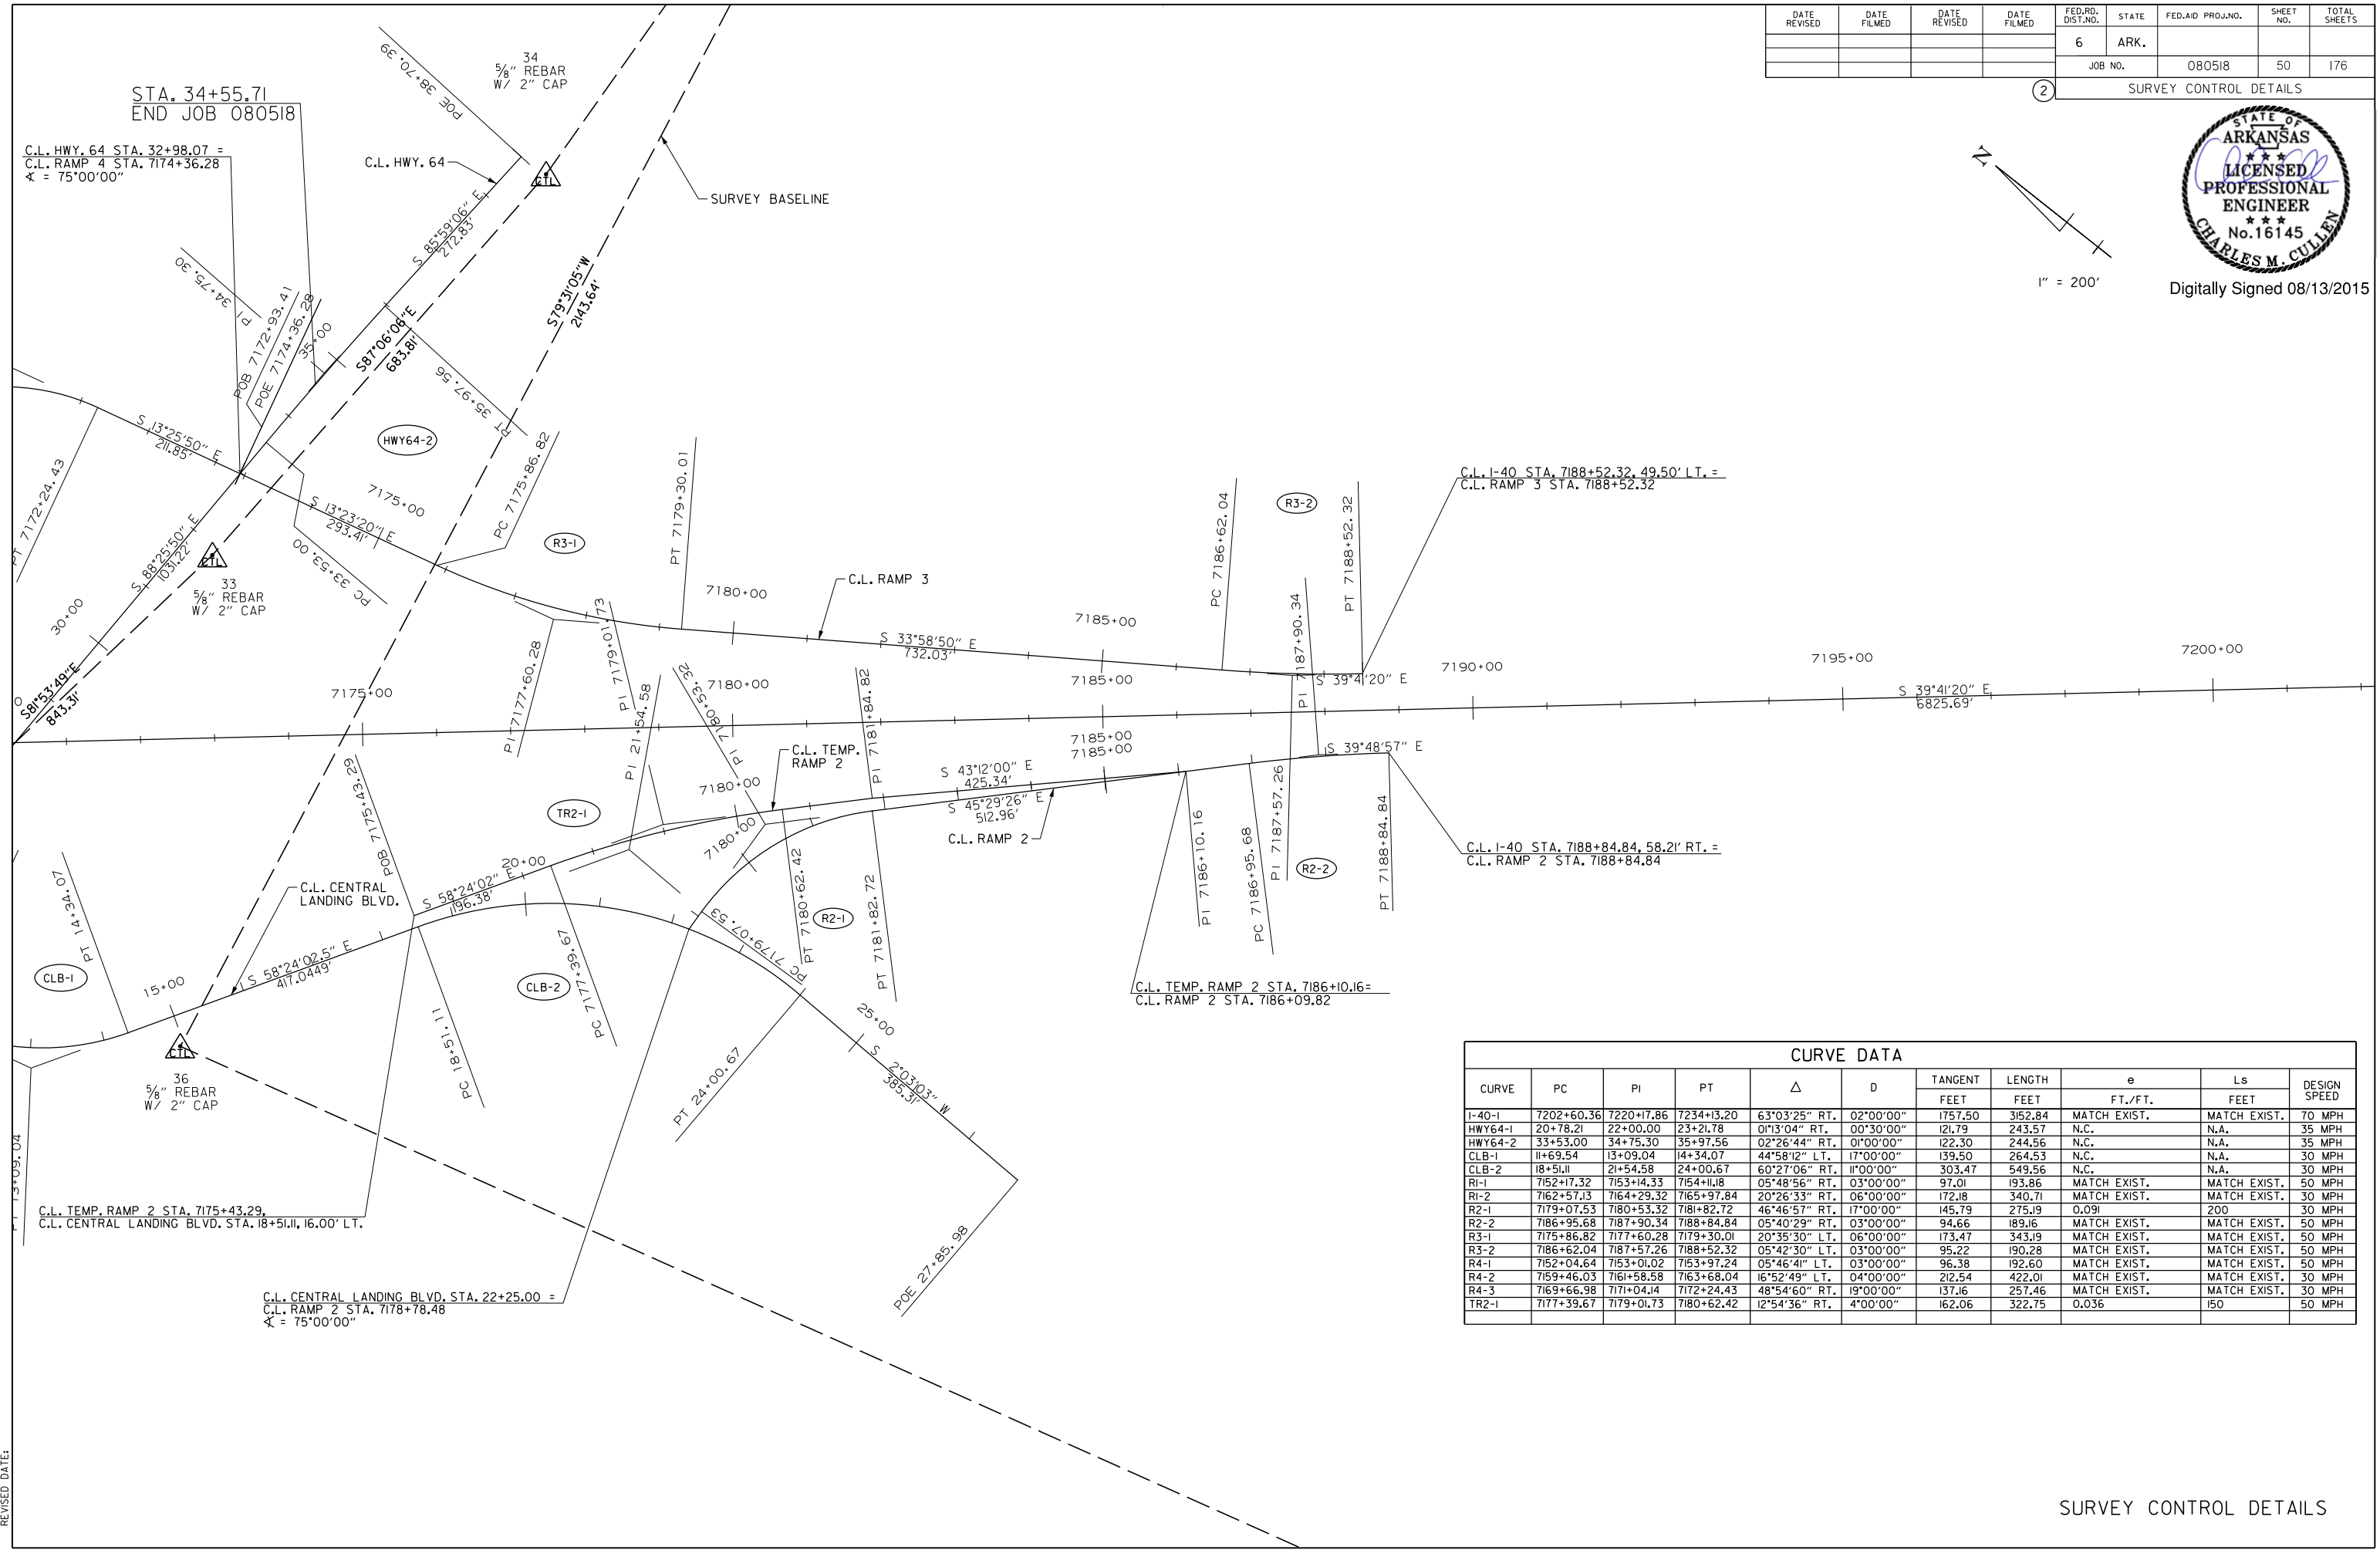 DATE REVISED
DATE FILMED
DATE REVISED
DATE FILMED
FED.RD. DIST.NO.
STATE
FED.AID PROJ.NO.
SHEET NO.
TOTAL SHEETS
6 ARK.
JOB NO. 080518 50 176
2 SURVEY CONTROL DETAILS
STATE OF
ARKANSAS
★ ★ ★
LICENSED
PROFESSIONAL
ENGINEER
★ ★ ★
No.16145
CHARLES M. CULLEN
Digitally Signed 08/13/2015
N
1" = 200'
STA. 34+55.71
END JOB 080518
C.L. HWY. 64 STA. 32+98.07 =
C.L. RAMP 4 STA. 7174+36.28
∢ = 75°00'00"
POE 38+70.39
34
5/8" REBAR
W/ 2" CAP
CTL
C.L. HWY. 64
SURVEY BASELINE
S 85°59'06" E
272.83'
S79°31'05"W
2143.64'
PI 34+75.30
POB 7172+93.41
POE 7174+36.28
35+00
S87°06'06"E
683.81'
PT 35+97.56
HWY64-2
S 13°25'50" E
211.85'
PT 7172+24.43
S 13°23'20" E
293.41'
7175+00
PC 7175+86.82
PT 7179+30.01
R3-1
PC 33+53.00
S 88°25'50" E
1031.22'
CTL
33
5/8" REBAR
W/ 2" CAP
30+00
S81°53'49"E
843.31'
O
C.L. I-40 STA. 7188+52.32, 49.50' LT. =
C.L. RAMP 3 STA. 7188+52.32
R3-2
PC 7186+62.04
PT 7188+52.32
PI 7187+90.34
7180+00
C.L. RAMP 3
7185+00
S 33°58'50" E
732.03'
PI 7177+60.28
PI 7179+01.73
PI 21+54.58
PI 7180+53.32
PI 7181+84.82
7175+00
7180+00
7185+00
S 39°41'20" E
7190+00
7195+00
7200+00
S 39°41'20" E
6825.69'
7185+00
7185+00
S 39°48'57" E
C.L. TEMP.
RAMP 2
S 43°12'00" E
425.34'
S 45°29'26" E
512.96'
C.L. RAMP 2
7180+00
7180+00
TR2-1
POB 7175+43.29
20+00
S 58°24'02" E
196.38'
C.L. CENTRAL
LANDING BLVD.
PT 14+34.07
CLB-1
15+00
S 58°24'02.5" E
417.0449'
PC 18+51.11
CLB-2
PC 7177+39.67
PC 7179+07.53
PT 7180+62.42
R2-1
PT 7181+82.72
PI 7186+10.16
PC 7186+95.68
PI 7187+57.26
R2-2
PT 7188+84.84
C.L. I-40 STA. 7188+84.84, 58.21' RT. =
C.L. RAMP 2 STA. 7188+84.84
C.L. TEMP. RAMP 2 STA. 7186+10.16=
C.L. RAMP 2 STA. 7186+09.82
CTL
36
5/8" REBAR
W/ 2" CAP
PT 24+00.67
25+00
S 2°03'03" W
385.31'
POE 27+85.98
13+09.04
C.L. TEMP. RAMP 2 STA. 7175+43.29,
C.L. CENTRAL LANDING BLVD. STA. 18+51.11, 16.00' LT.
C.L. CENTRAL LANDING BLVD. STA. 22+25.00 =
C.L. RAMP 2 STA. 7178+78.48
∢ = 75°00'00"
CURVE DATA
CURVE PC PI PT △ D TANGENT FEET LENGTH FEET e FT./FT. Ls FEET DESIGN SPEED
I-40-1 7202+60.36 7220+17.86 7234+13.20 63°03'25" RT. 02°00'00" 1757.50 3152.84 MATCH EXIST. MATCH EXIST. 70 MPH
HWY64-1 20+78.21 22+00.00 23+21.78 01°13'04" RT. 00°30'00" 121.79 243.57 N.C. N.A. 35 MPH
HWY64-2 33+53.00 34+75.30 35+97.56 02°26'44" RT. 01°00'00" 122.30 244.56 N.C. N.A. 35 MPH
CLB-1 11+69.54 13+09.04 14+34.07 44°58'12" LT. 17°00'00" 139.50 264.53 N.C. N.A. 30 MPH
CLB-2 18+51.11 21+54.58 24+00.67 60°27'06" RT. 11°00'00" 303.47 549.56 N.C. N.A. 30 MPH
R1-1 7152+17.32 7153+14.33 7154+11.18 05°48'56" RT. 03°00'00" 97.01 193.86 MATCH EXIST. MATCH EXIST. 50 MPH
R1-2 7162+57.13 7164+29.32 7165+97.84 20°26'33" RT. 06°00'00" 172.18 340.71 MATCH EXIST. MATCH EXIST. 30 MPH
R2-1 7179+07.53 7180+53.32 7181+82.72 46°46'57" RT. 17°00'00" 145.79 275.19 0.091 200 30 MPH
R2-2 7186+95.68 7187+90.34 7188+84.84 05°40'29" RT. 03°00'00" 94.66 189.16 MATCH EXIST. MATCH EXIST. 50 MPH
R3-1 7175+86.82 7177+60.28 7179+30.01 20°35'30" LT. 06°00'00" 173.47 343.19 MATCH EXIST. MATCH EXIST. 50 MPH
R3-2 7186+62.04 7187+57.26 7188+52.32 05°42'30" LT. 03°00'00" 95.22 190.28 MATCH EXIST. MATCH EXIST. 50 MPH
R4-1 7152+04.64 7153+01.02 7153+97.24 05°46'41" LT. 03°00'00" 96.38 192.60 MATCH EXIST. MATCH EXIST. 50 MPH
R4-2 7159+46.03 7161+58.58 7163+68.04 16°52'49" LT. 04°00'00" 212.54 422.01 MATCH EXIST. MATCH EXIST. 30 MPH
R4-3 7169+66.98 7171+04.14 7172+24.43 48°54'60" RT. 19°00'00" 137.16 257.46 MATCH EXIST. MATCH EXIST. 30 MPH
TR2-1 7177+39.67 7179+01.73 7180+62.42 12°54'36" RT. 4°00'00" 162.06 322.75 0.036 150 50 MPH
SURVEY CONTROL DETAILS
REVISED DATE: